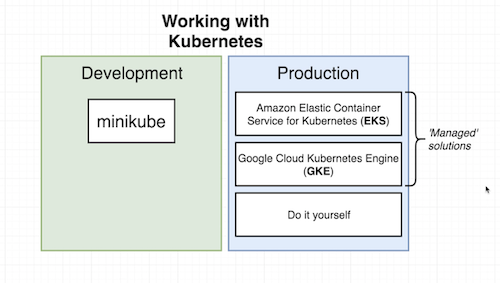 Working with
Kubernetes
Development
Production
minikube
Amazon Elastic Container
Service for Kubernetes (EKS)
Google Cloud Kubernetes Engine
(GKE)
Do it yourself
'Managed'
solutions